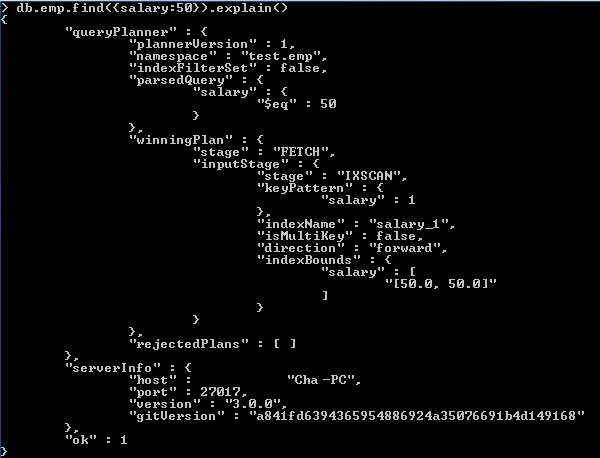 > db.emp.find({salary:50}).explain()
{
        "queryPlanner" : {
                "plannerVersion" : 1,
                "namespace" : "test.emp",
                "indexFilterSet" : false,
                "parsedQuery" : {
                        "salary" : {
                                "$eq" : 50
                        }
                },
                "winningPlan" : {
                        "stage" : "FETCH",
                        "inputStage" : {
                                "stage" : "IXSCAN",
                                "keyPattern" : {
                                        "salary" : 1
                                },
                                "indexName" : "salary_1",
                                "isMultiKey" : false,
                                "direction" : "forward",
                                "indexBounds" : {
                                        "salary" : [
                                                "[50.0, 50.0]"
                                        ]
                                }
                        }
                },
                "rejectedPlans" : [ ]
        },
        "serverInfo" : {
                "host" :            "Cha-PC",
                "port" : 27017,
                "version" : "3.0.0",
                "gitVersion" : "a841fd6394365954886924a35076691b4d149168"
        },
        "ok" : 1
}